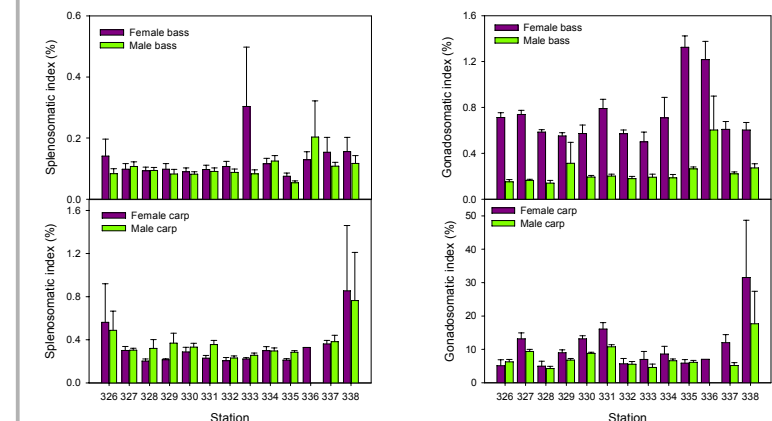 Splenosomatic index (%)
0.6
0.4
0.2
0.0
Female bass
Male bass
Splenosomatic index (%)
1.6
1.2
0.8
0.4
0.0
Female carp
Male carp
326 327 328 329 330 331 332 333 334 335 336 337 338
Station
Gonadosomatic index (%)
1.6
1.2
0.8
0.4
0.0
Female bass
Male bass
Gonadosomatic index (%)
50
40
30
20
10
0
Female carp
Male carp
326 327 328 329 330 331 332 333 334 335 336 337 338
Station